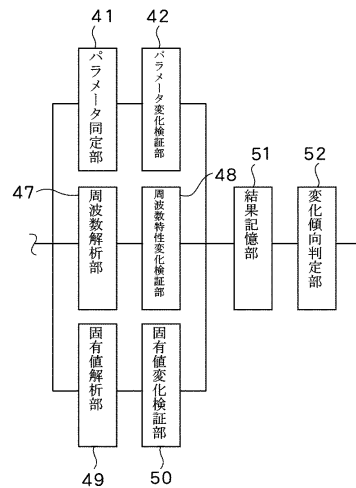 41
42
パラメータ同定部
パラメータ変化検証部
47
48
51
52
周波数解析部
周波数特性変化検証部
結果記憶部
変化傾向判定部
固有値解析部
固有値変化検証部
49
50